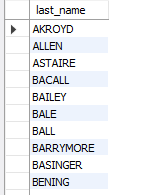 last_name
AKROYD
ALLEN
ASTAIRE
BACALL
BAILEY
BALE
BALL
BARRYMORE
BASINGER
BENING